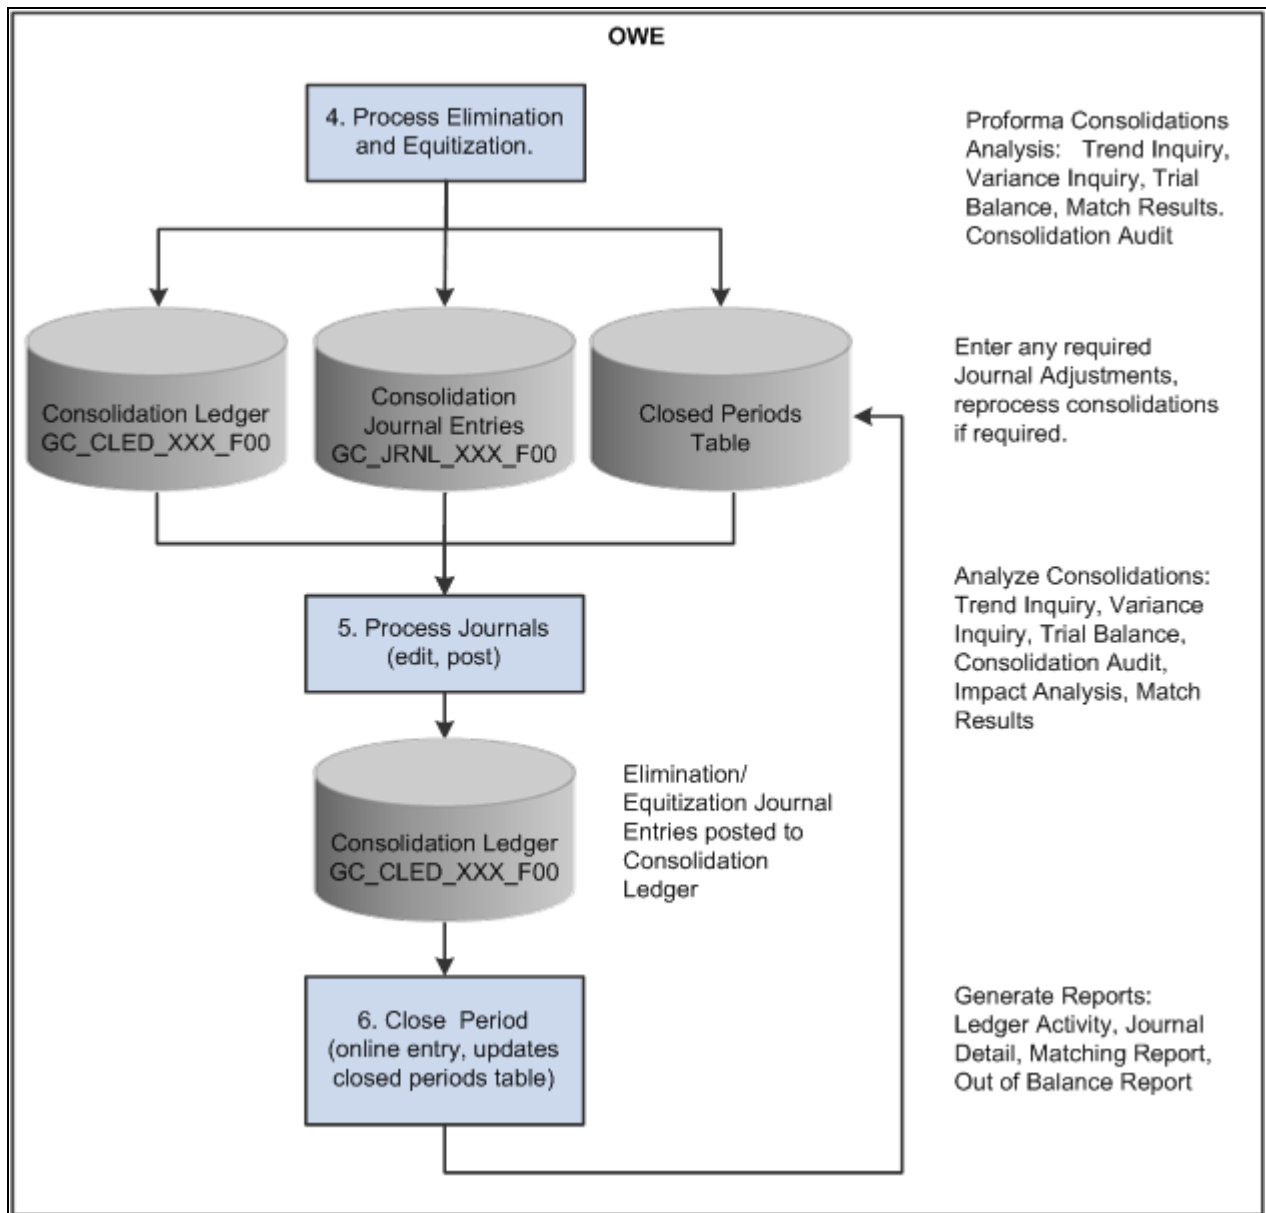 OWE
4. Process Elimination
and Equitization.
Proforma Consolidations
Analysis: Trend Inquiry,
Variance Inquiry, Trial
Balance, Match Results.
Consolidation Audit
Consolidation Ledger
GC_CLED_XXX_F00
Consolidation
Journal Entries
GC_JRNL_XXX_F00
Closed Periods
Table
Enter any required
Journal Adjustments,
reprocess consolidations
if required.
5. Process Journals
(edit, post)
Analyze Consolidations:
Trend Inquiry, Variance
Inquiry, Trial Balance,
Consolidation Audit,
Impact Analysis, Match
Results
Consolidation Ledger
GC_CLED_XXX_F00
Elimination/
Equitization Journal
Entries posted to
Consolidation
Ledger
6. Close Period
(online entry, updates
closed periods table)
Generate Reports:
Ledger Activity, Journal
Detail, Matching Report,
Out of Balance Report